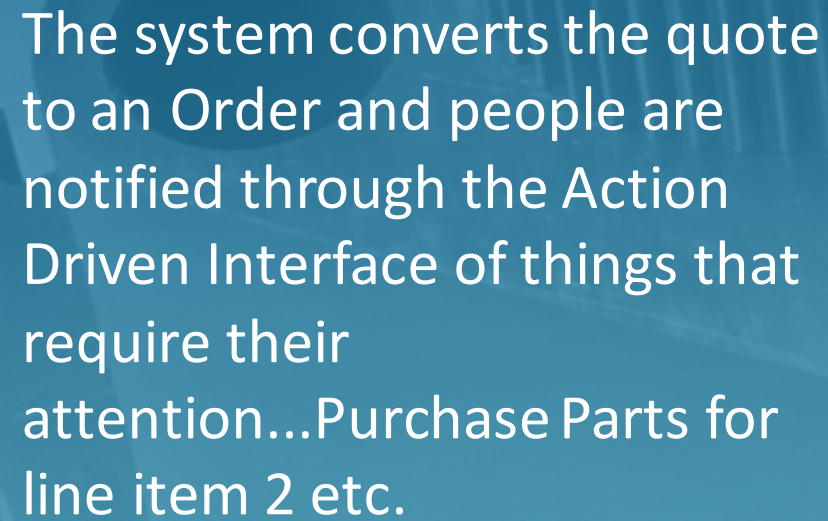 The system converts the quote
to an Order and people are
notified through the Action
Driven Interface of things that
require their
attention...Purchase Parts for
line item 2 etc.